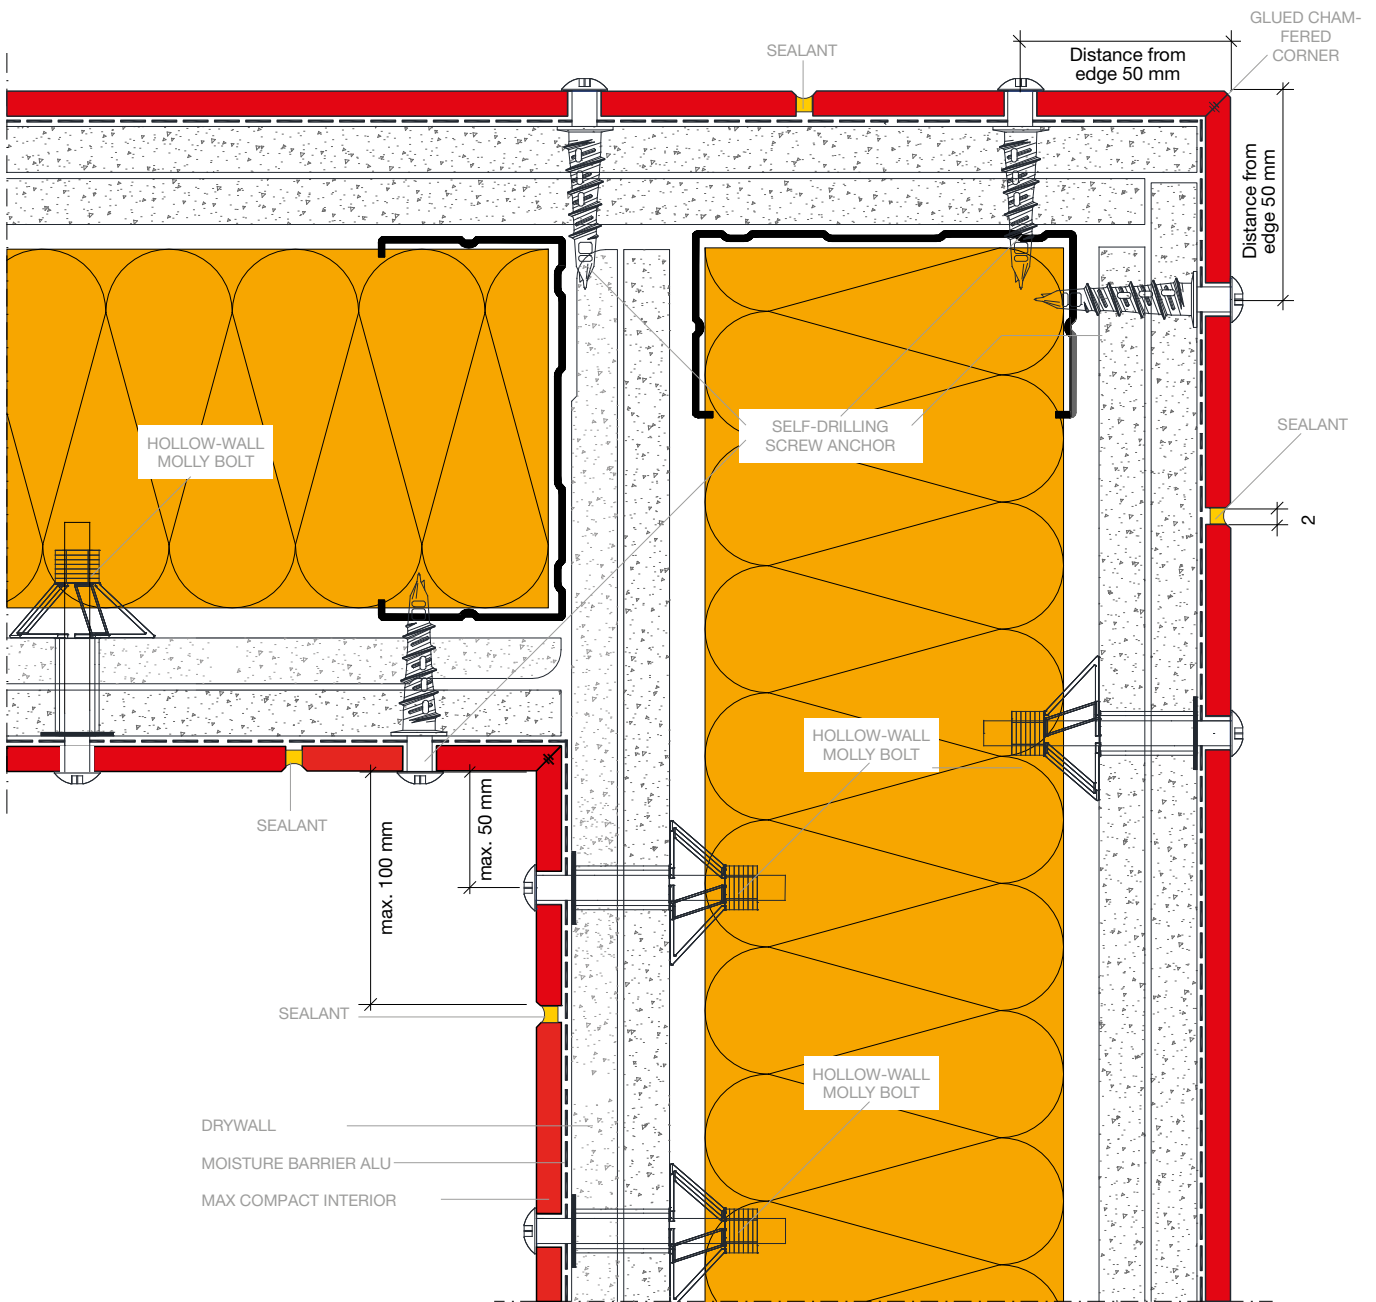 GLUED CHAM-
FERED
CORNER
SEALANT
Distance from
edge 50 mm
Distance from
edge 50 mm
SELF-DRILLING
SCREW ANCHOR
HOLLOW-WALL
MOLLY BOLT
SEALANT
2
HOLLOW-WALL
MOLLY BOLT
SEALANT
max. 50 mm
max. 100 mm
SEALANT
HOLLOW-WALL
MOLLY BOLT
DRYWALL
MOISTURE BARRIER ALU
MAX COMPACT INTERIOR